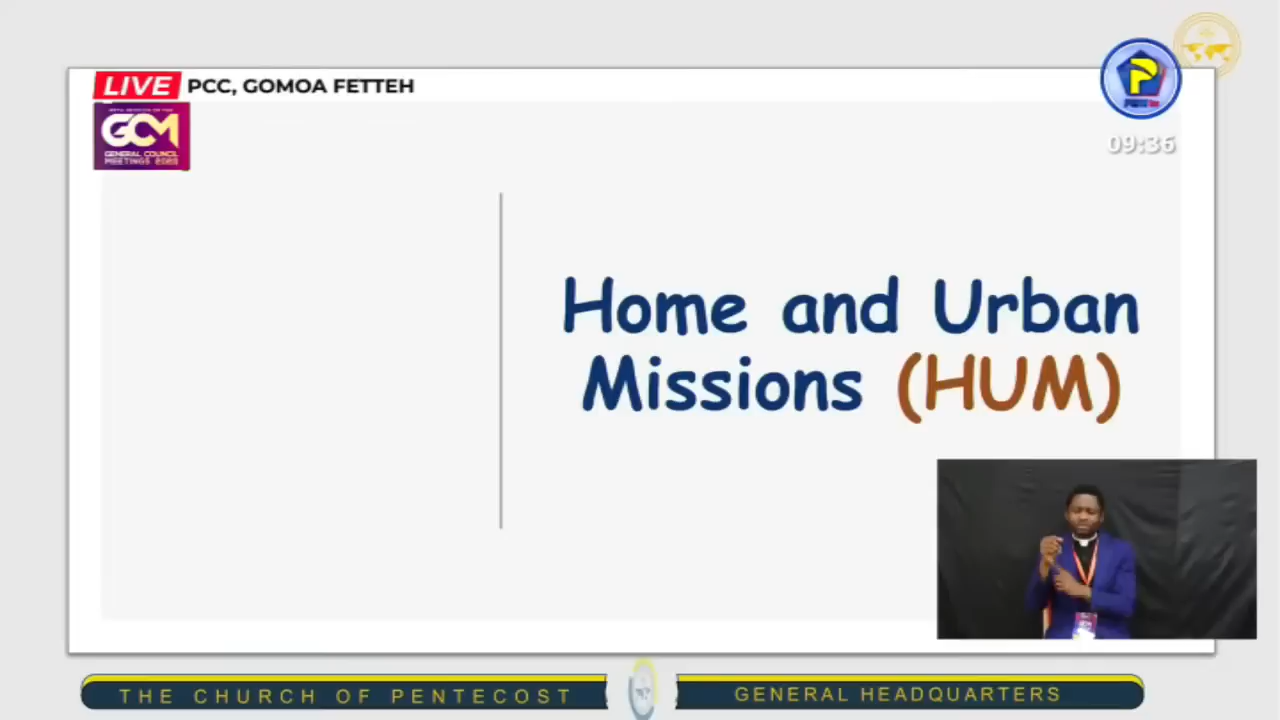 LIVE PCC, GOMOA FETTEH
GCM
GENERAL COUNCIL
09:36
Home and Urban
Missions (HUM)
THE CHURCH OF PENTECOST
GENERAL HEADQUARTERS